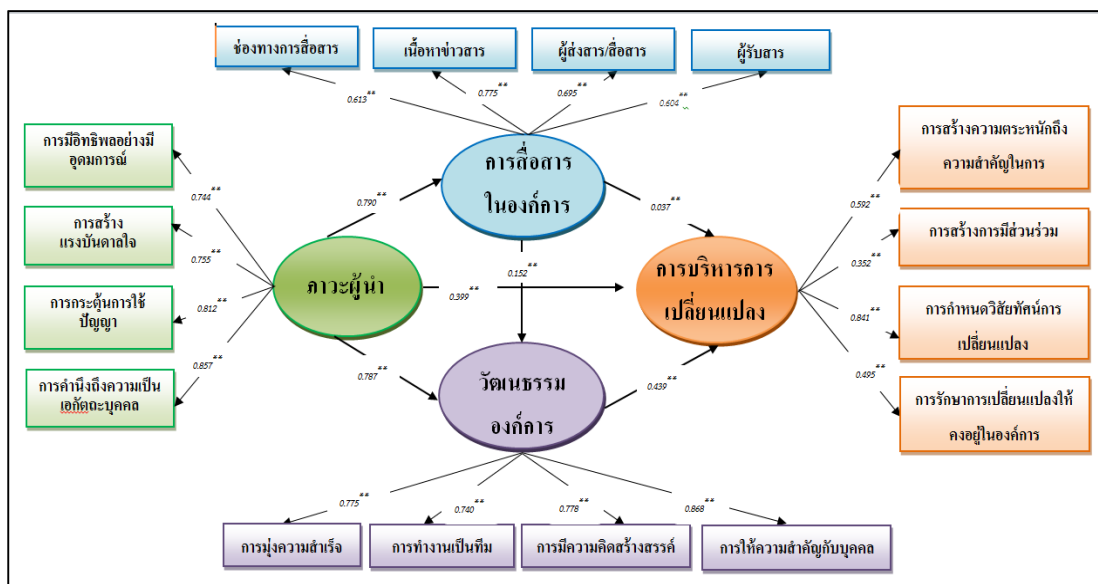 ช่องทางการสื่อสาร
เนื้อหาข่าวสาร
ผู้ส่งสาร/สื่อสาร
ผู้รับสาร
0.613**
0.775**
0.695**
0.604**
การมีอิทธิพลอย่างมี
อุดมการณ์
การสร้าง
แรงบันดาลใจ
การกระตุ้นการใช้
ปัญญา
การคำนึงถึงความเป็น
เอกัตถะบุคคล
0.744**
0.755**
0.812**
0.857**
การสื่อสาร
ในองค์การ
0.790**
0.037**
ภาวะผู้นำ
0.152**
0.399**
การบริหารการ
เปลี่ยนแปลง
0.787**
0.439**
วัฒนธรรม
องค์การ
0.592**
0.352**
0.841**
0.495**
การสร้างความตระหนักถึง
ความสำคัญในการ
การสร้างการมีส่วนร่วม
การกำหนดวิสัยทัศน์การ
เปลี่ยนแปลง
การรักษาการเปลี่ยนแปลงให้
คงอยู่ในองค์การ
0.775**
0.740**
0.778**
0.868**
การมุ่งความสำเร็จ
การทำงานเป็นทีม
การมีความคิดสร้างสรรค์
การให้ความสำคัญกับบุคคล